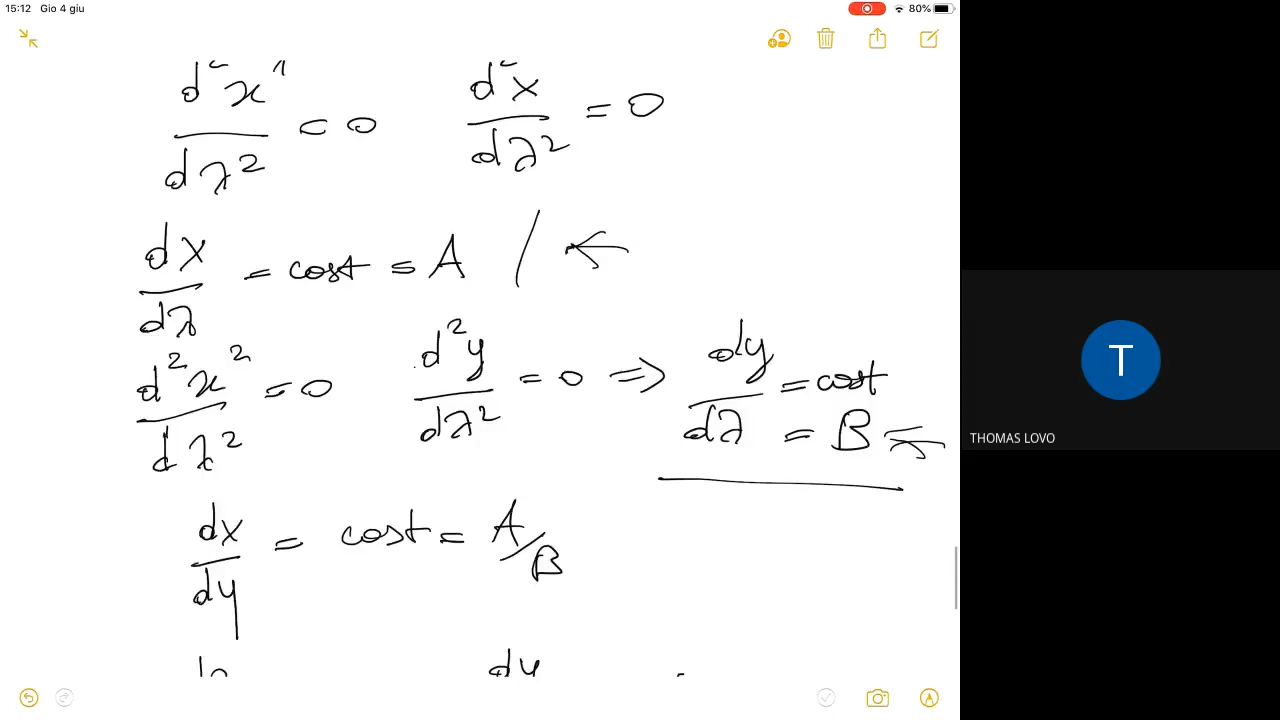 15:12 Gio 4 giu 80%
d²x¹/dλ² = 0 d²x/dλ² = 0
dx/dλ = cost = A / ←
d²x²/dλ² = 0 d²y/dλ² = 0 ⇒ dy/dλ = cost
= B ←
dx/dy = cost = A/B
dy
T
THOMAS LOVO